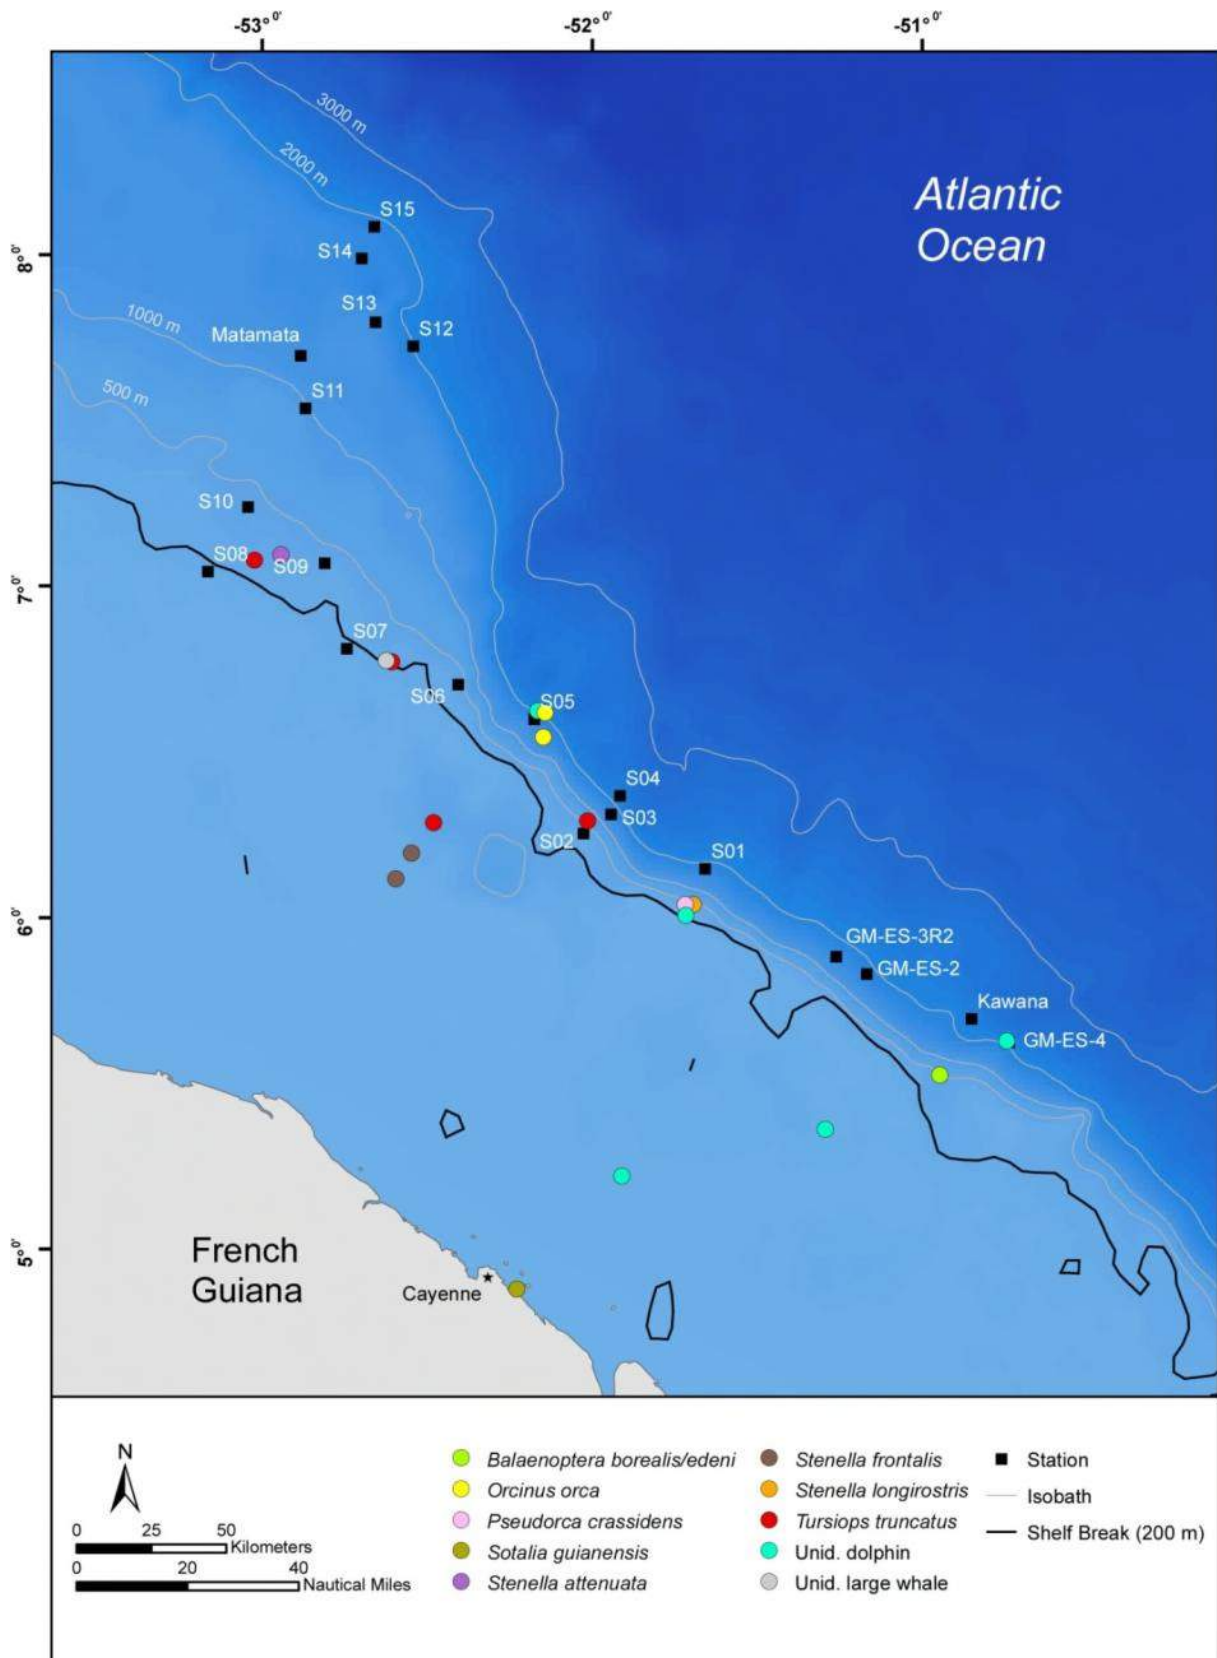 -53°0' -52°0' -51°0'
3000 m
2000 m
Atlantic
Ocean
S15
8°0'
S14
S13
1000 m
S12
Matamata
500 m
S11
S10
S08
S09
7°0'
S07
S06
S05
S04
S03
S02
S01
6°0'
GM-ES-3R2
GM-ES-2
Kawana
GM-ES-4
5°0'
French
Guiana
Cayenne
N
0 25 50
Kilometers
0 20 40
Nautical Miles
Balaenoptera borealis/edeni
Orcinus orca
Pseudorca crassidens
Sotalia guianensis
Stenella attenuata
Stenella frontalis
Stenella longirostris
Tursiops truncatus
Unid. dolphin
Unid. large whale
Station
Isobath
Shelf Break (200 m)